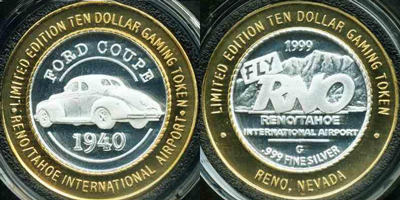 LIMITED EDITION TEN DOLLAR GAMING TOKEN
FORD COUPE
1940
• RENO/TAHOE INTERNATIONAL AIRPORT •
LIMITED EDITION TEN DOLLAR GAMING TOKEN
1999
FLY
RNO
RENO/TAHOE
INTERNATIONAL AIRPORT
G
.999 FINE SILVER
• RENO, NEVADA •